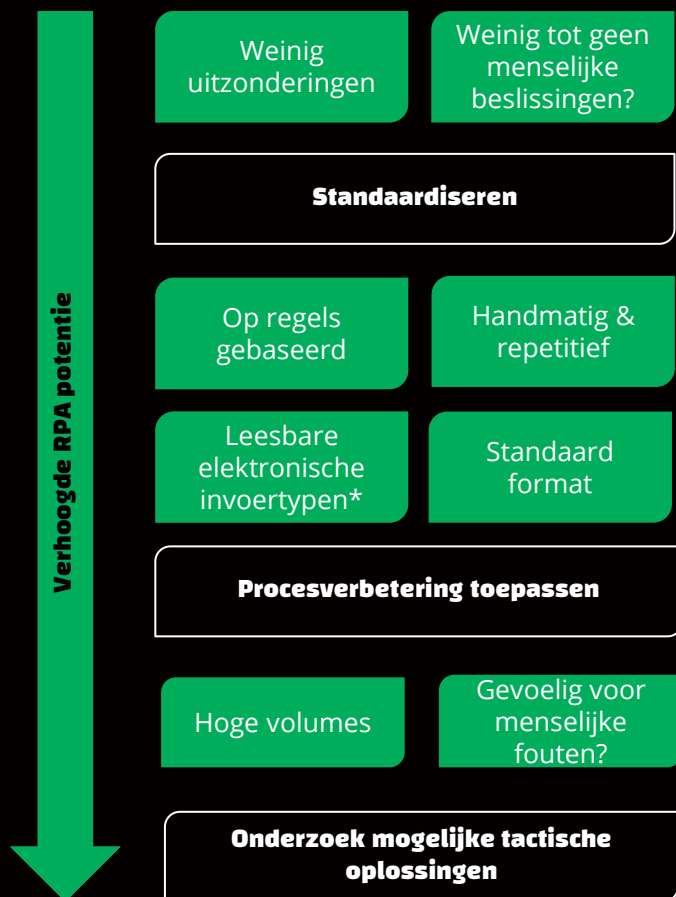 Verhoogde RPA potentie
Weinig
uitzonderingen
Weinig tot geen
menselijke
beslissingen?
Standaardiseren
Op regels
gebaseerd
Handmatig &
repetitief
Leesbare
elektronische
invoertypen*
Standaard
format
Procesverbetering toepassen
Hoge volumes
Gevoelig voor
menselijke
fouten?
Onderzoek mogelijke tactische
oplossingen